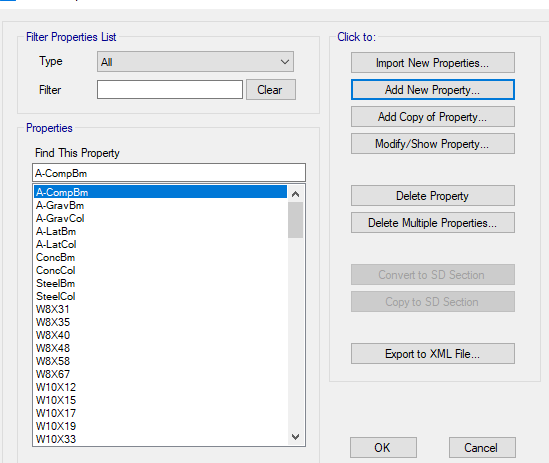 Filter Properties List
Type
All
Filter
Clear
Properties
Find This Property
A-CompBm
A-CompBm
A-GravBm
A-GravCol
A-LatBm
A-LatCol
ConcBm
ConcCol
SteelBm
SteelCol
W8X31
W8X35
W8X40
W8X48
W8X58
W8X67
W10X12
W10X15
W10X17
W10X19
W10X33
Click to:
Import New Properties...
Add New Property...
Add Copy of Property...
Modify/Show Property...
Delete Property
Delete Multiple Properties...
Convert to SD Section
Copy to SD Section
Export to XML File...
OK
Cancel